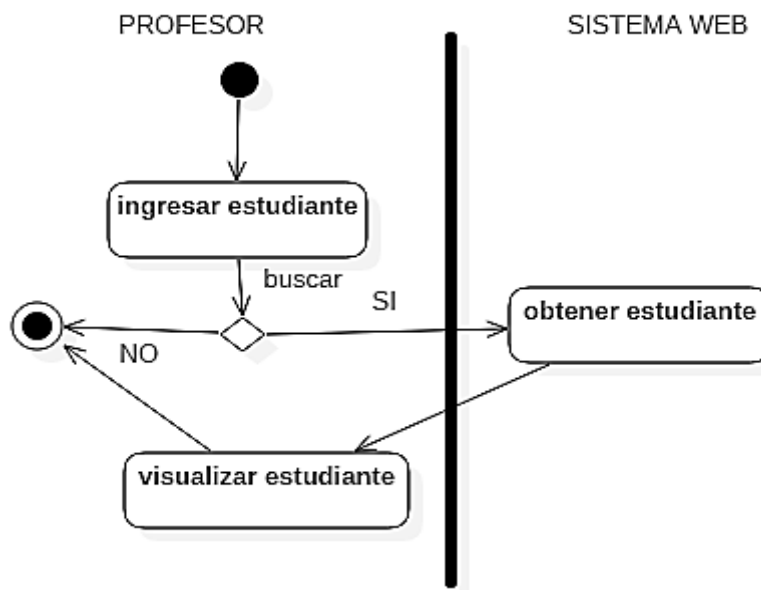 PROFESOR
SISTEMA WEB
ingresar estudiante
buscar
SI
obtener estudiante
NO
visualizar estudiante